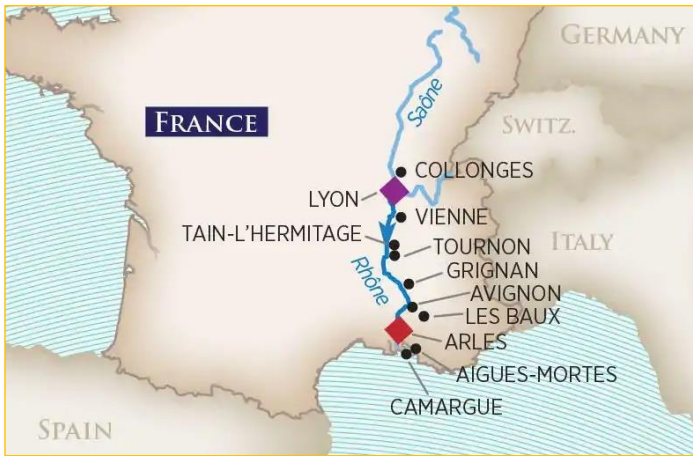 GERMANY
FRANCE
Saône
SWITZ.
COLLONGES
LYON
VIENNE
TAIN-L'HERMITAGE
TOURNON
ITALY
Rhône
GRIGNAN
AVIGNON
LES BAUX
ARLES
AIGUES-MORTES
CAMARGUE
SPAIN